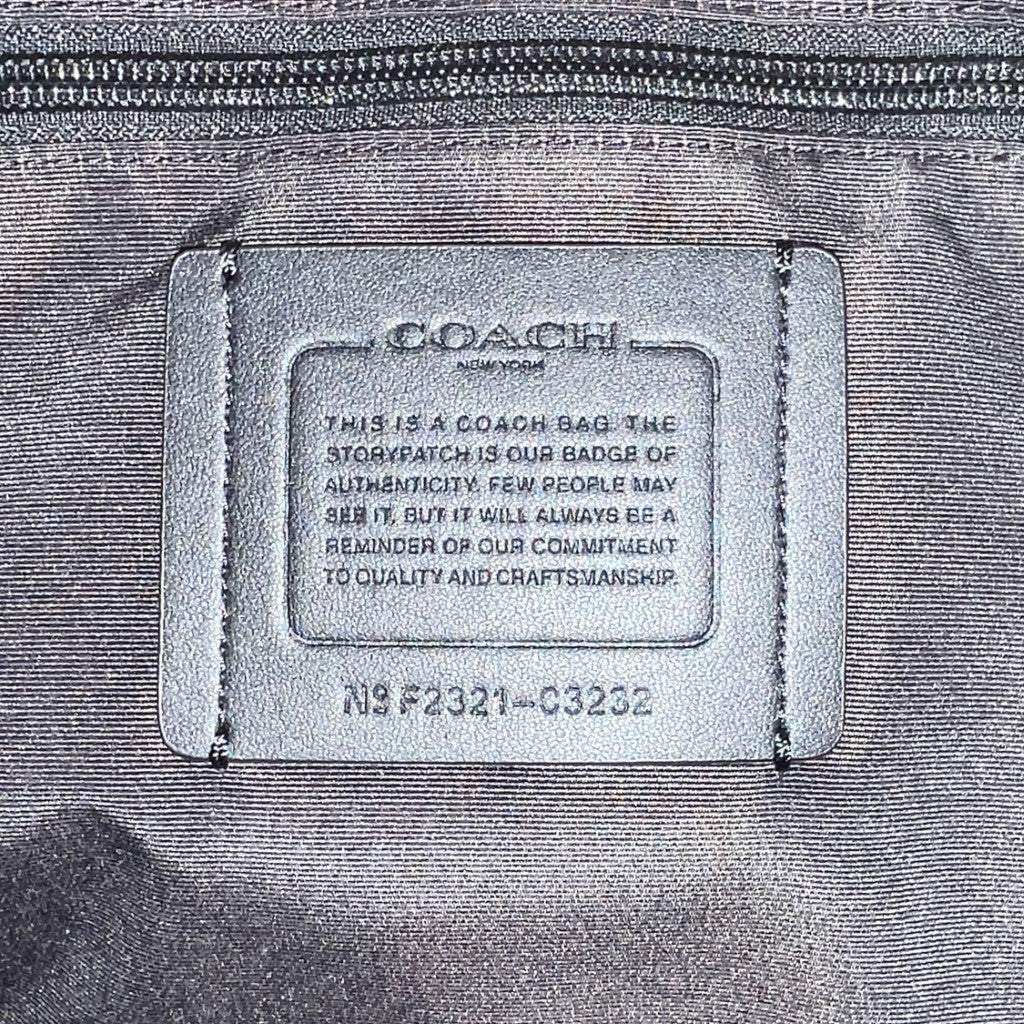 COACH
NEW YORK
THIS IS A COACH BAG. THE
STORYPATCH IS OUR BADGE OF
AUTHENTICITY. FEW PEOPLE MAY
SEE IT, BUT IT WILL ALWAYS BE A
REMINDER OF OUR COMMITMENT
TO QUALITY AND CRAFTSMANSHIP.
Nº F2321-C3232